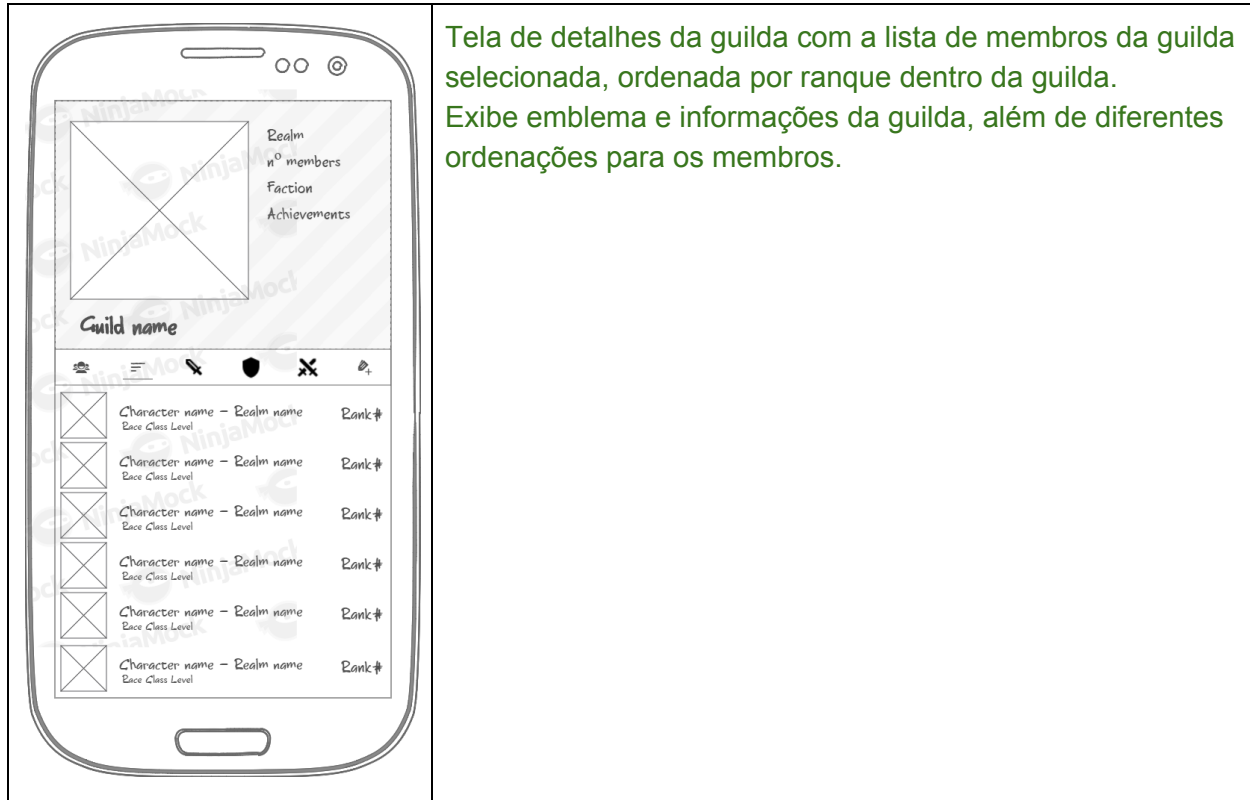 Realm
nº members
Faction
Achievements
Guild name
Character name – Realm name Rank#
Race Class Level
Character name – Realm name Rank#
Race Class Level
Character name – Realm name Rank#
Race Class Level
Character name – Realm name Rank#
Race Class Level
Character name – Realm name Rank#
Race Class Level
Character name – Realm name Rank#
Race Class Level
NinjaMock
Tela de detalhes da guilda com a lista de membros da guilda
selecionada, ordenada por ranque dentro da guilda.
Exibe emblema e informações da guilda, além de diferentes
ordenações para os membros.